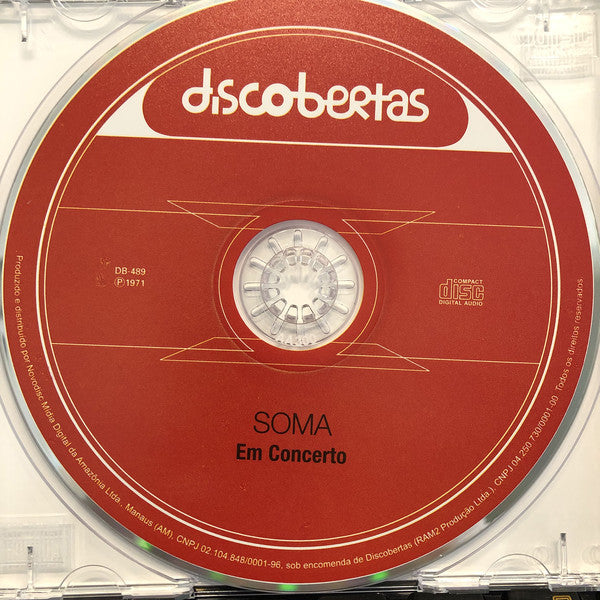 discobertas
DB-489
℗1971
COMPACT
disc
DIGITAL AUDIO
SOMA
Em Concerto
Produzido e distribuído por Novodisc Mídia Digital da Amazônia Ltda . Manaus (AM), CNPJ 02.104.848/0001-96, sob encomenda de Discobertas (RAM2 Produção Ltda ), CNPJ 04 250 730/0001-00 Todos os direitos reservados